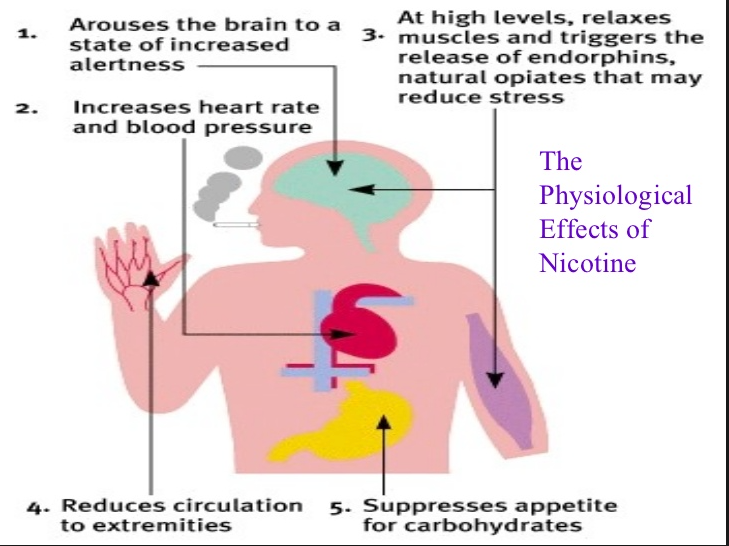 1. Arouses the brain to a
state of increased
alertness
2. Increases heart rate
and blood pressure
3. At high levels, relaxes
muscles and triggers the
release of endorphins,
natural opiates that may
reduce stress
The
Physiological
Effects of
Nicotine
4. Reduces circulation
to extremities
5. Suppresses appetite
for carbohydrates